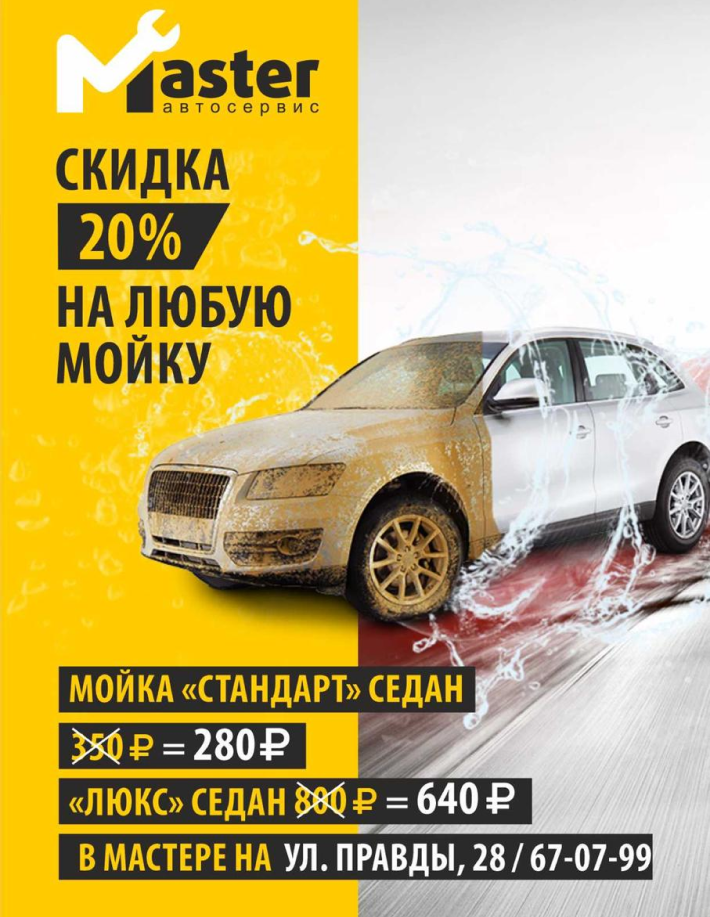 Master
автосервис
СКИДКА
20%
НА ЛЮБУЮ
МОЙКУ
МОЙКА «СТАНДАРТ» СЕДАН
350 ₽ = 280 ₽
«ЛЮКС» СЕДАН 800 ₽ = 640 ₽
В МАСТЕРЕ НА УЛ. ПРАВДЫ, 28 / 67-07-99